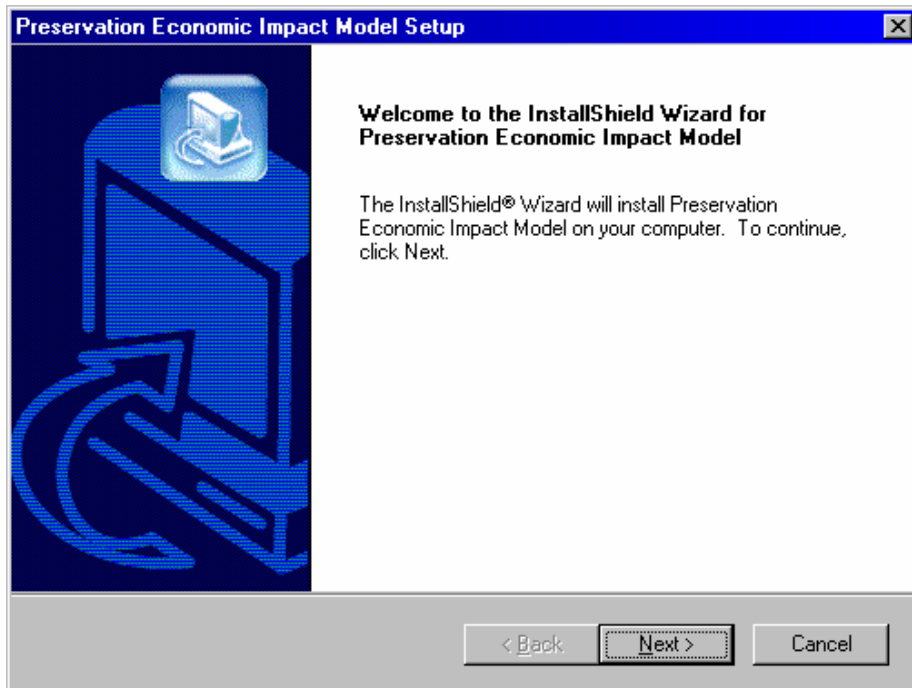 Preservation Economic Impact Model Setup
Welcome to the InstallShield Wizard for
Preservation Economic Impact Model
The InstallShield® Wizard will install Preservation
Economic Impact Model on your computer.  To continue,
click Next.
< Back
Next >
Cancel